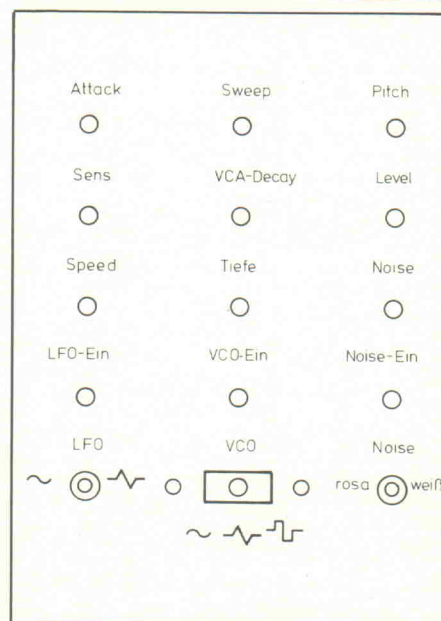 Attack Sweep Pitch
Sens VCA-Decay Level
Speed Tiefe Noise
LFO-Ein VCO-Ein Noise-Ein
LFO VCO Noise
rosa weiß